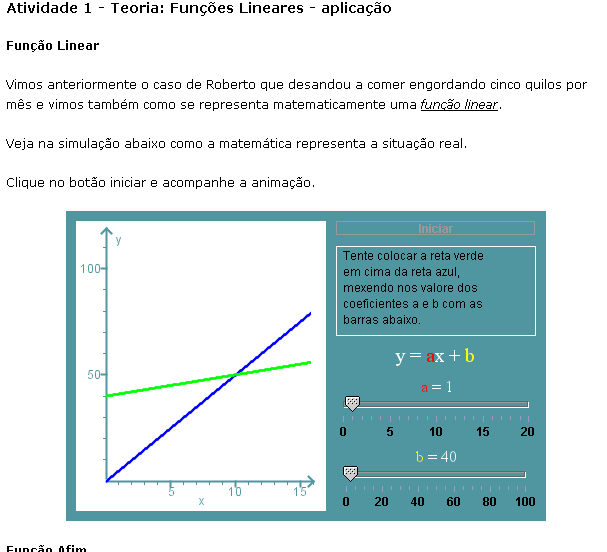 Atividade 1 - Teoria: Funções Lineares - aplicação
Função Linear
Vimos anteriormente o caso de Roberto que desandou a comer engordando cinco quilos por
mês e vimos também como se representa matematicamente uma função linear.
Veja na simulação abaixo como a matemática representa a situação real.
Clique no botão iniciar e acompanhe a animação.
y
100
50
5 10 15
x
Iniciar
Tente colocar a reta verde
em cima da reta azul,
mexendo nos valore dos
coeficientes a e b com as
barras abaixo.
y = ax + b
a = 1
0 5 10 15 20
b = 40
0 20 40 60 80 100
Função Afim